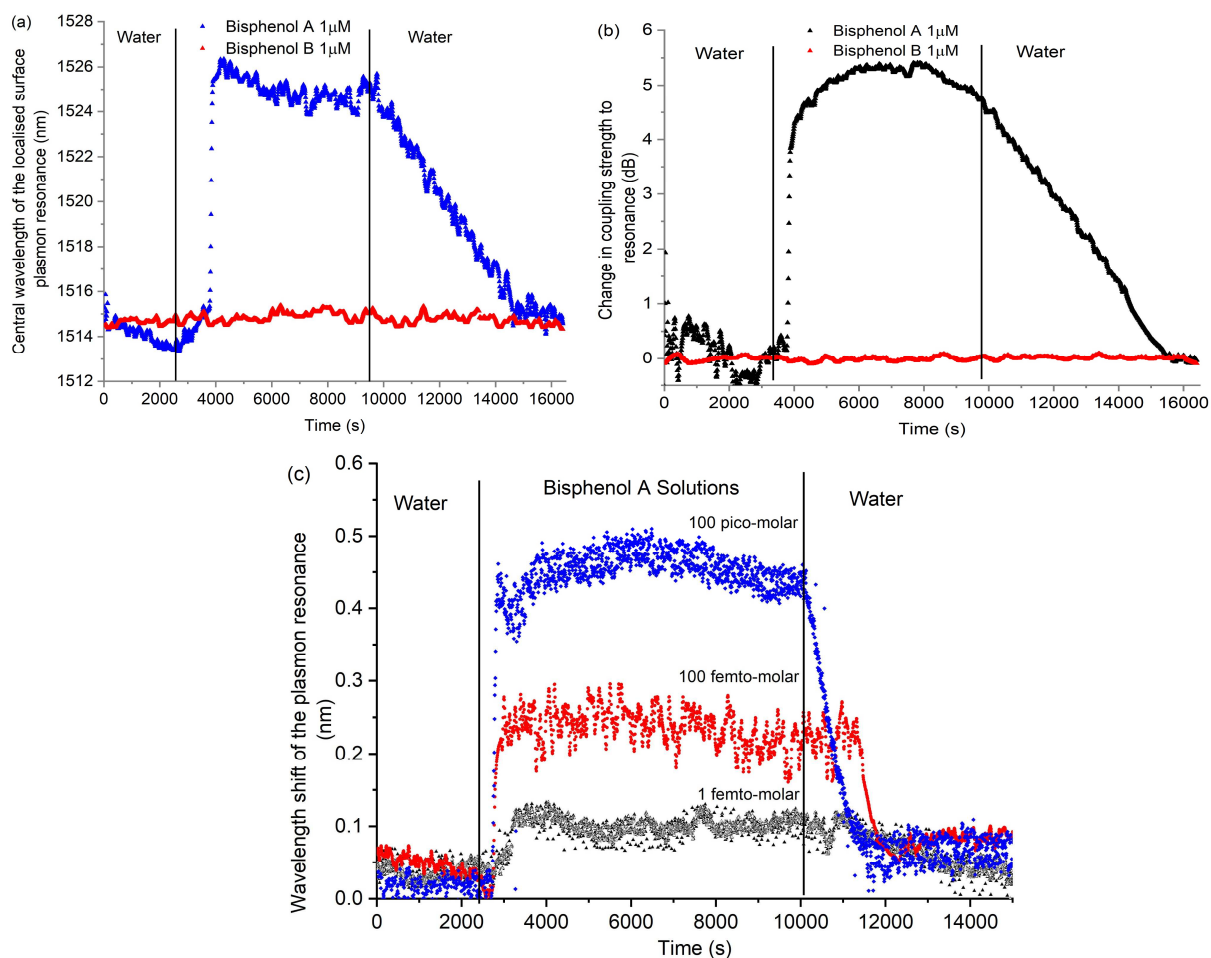 (a)
Bisphenol A 1µM
Bisphenol B 1µM
Water
Water
Central wavelength of the localised surface
plasmon resonance (nm)
1528
1526
1524
1522
1520
1518
1516
1514
1512
0 2000 4000 6000 8000 10000 12000 14000 16000
Time (s)
(b)
Bisphenol A 1µM
Bisphenol B 1µM
Water
Water
Change in coupling strength to
resonance (dB)
6
5
4
3
2
1
0
0 2000 4000 6000 8000 10000 12000 14000 16000
Time (s)
(c)
Water
Bisphenol A Solutions
Water
100 pico-molar
100 femto-molar
1 femto-molar
Wavelength shift of the plasmon resonance
(nm)
0.6
0.5
0.4
0.3
0.2
0.1
0.0
0 2000 4000 6000 8000 10000 12000 14000
Time (s)